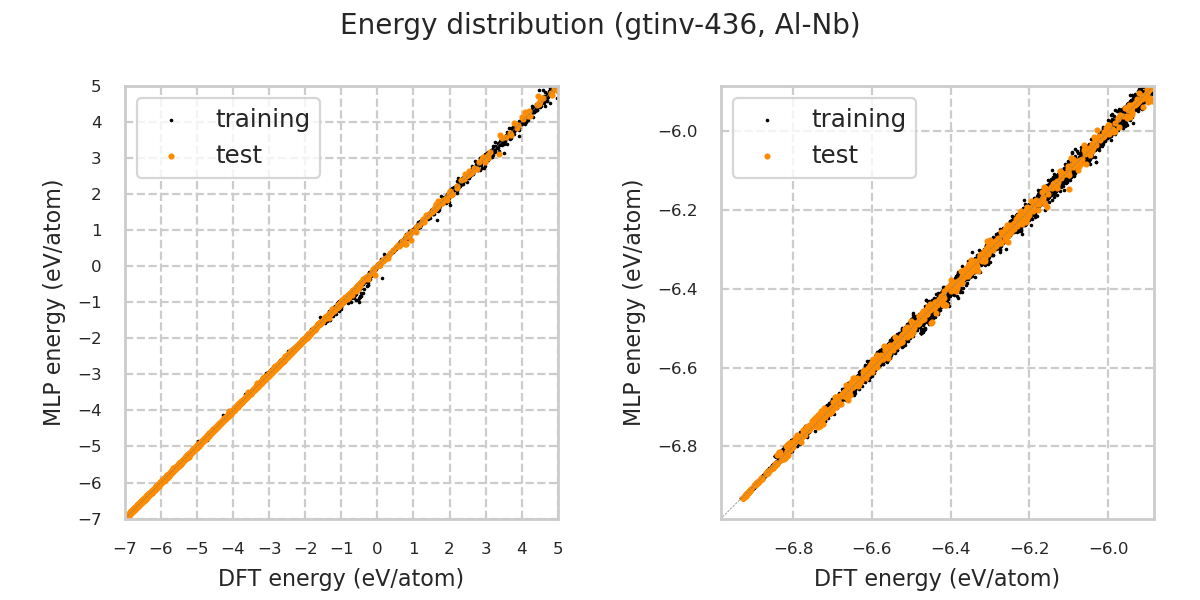 Energy distribution (gtinv-436, Al-Nb)
training
test
5
4
3
2
1
0
−1
−2
−3
−4
−5
−6
−7
−7 −6 −5 −4 −3 −2 −1 0 1 2 3 4 5
MLP energy (eV/atom)
DFT energy (eV/atom)
training
test
−6.0
−6.2
−6.4
−6.6
−6.8
−6.8 −6.6 −6.4 −6.2 −6.0
MLP energy (eV/atom)
DFT energy (eV/atom)